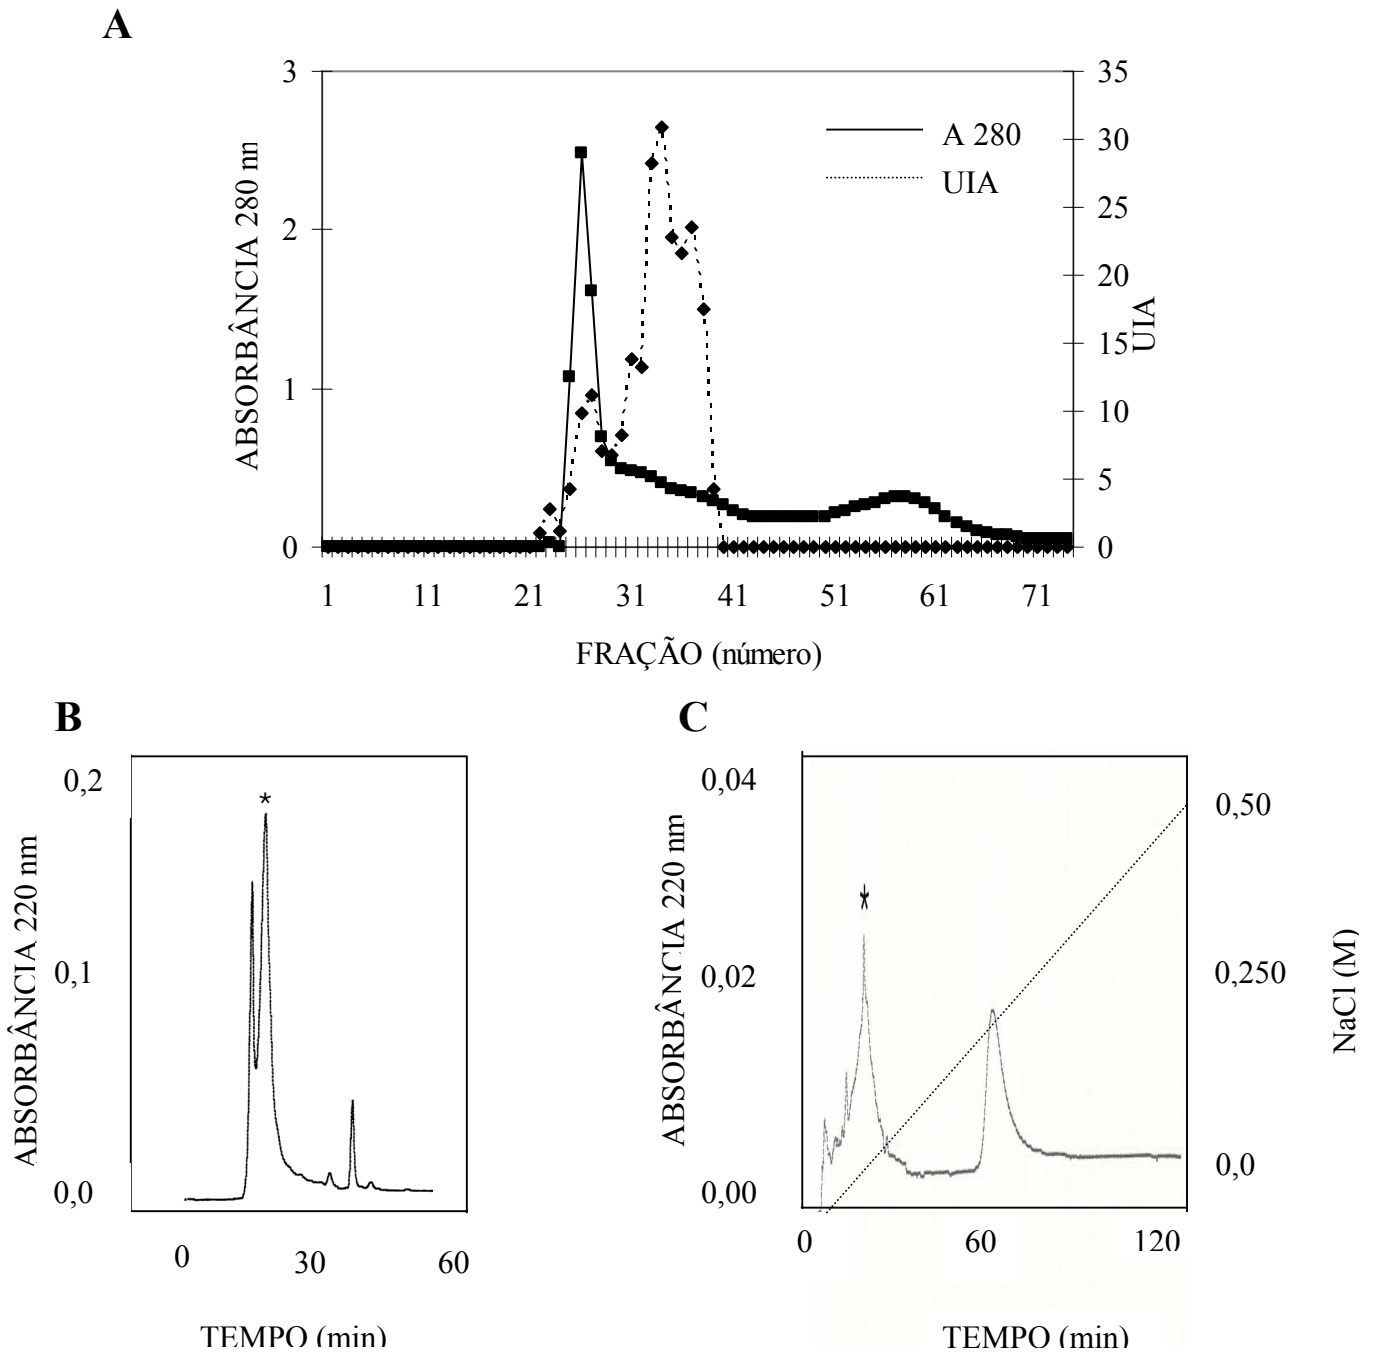 A
ABSORBÂNCIA 280 nm
3
2
1
0
A 280
UIA
35
30
25
20
15
10
5
0
UIA
1 11 21 31 41 51 61 71
FRAÇÃO (número)
B
ABSORBÂNCIA 220 nm
0,2
0,1
0,0
*
0 30 60
TEMPO (min)
C
ABSORBÂNCIA 220 nm
0,04
0,02
0,00
*
0,50
0,250
0,0
NaCl (M)
0 60 120
TEMPO (min)